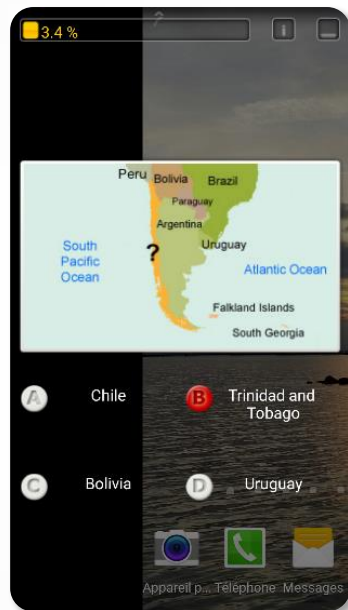 ?
3.4 %
i
Peru
Bolivia
Brazil
Paraguay
Argentina
South
Pacific
Ocean
?
Uruguay
Atlantic Ocean
Falkland Islands
South Georgia
A Chile
B Trinidad and
Tobago
C Bolivia
D Uruguay
Appareil p... Téléphone Messages